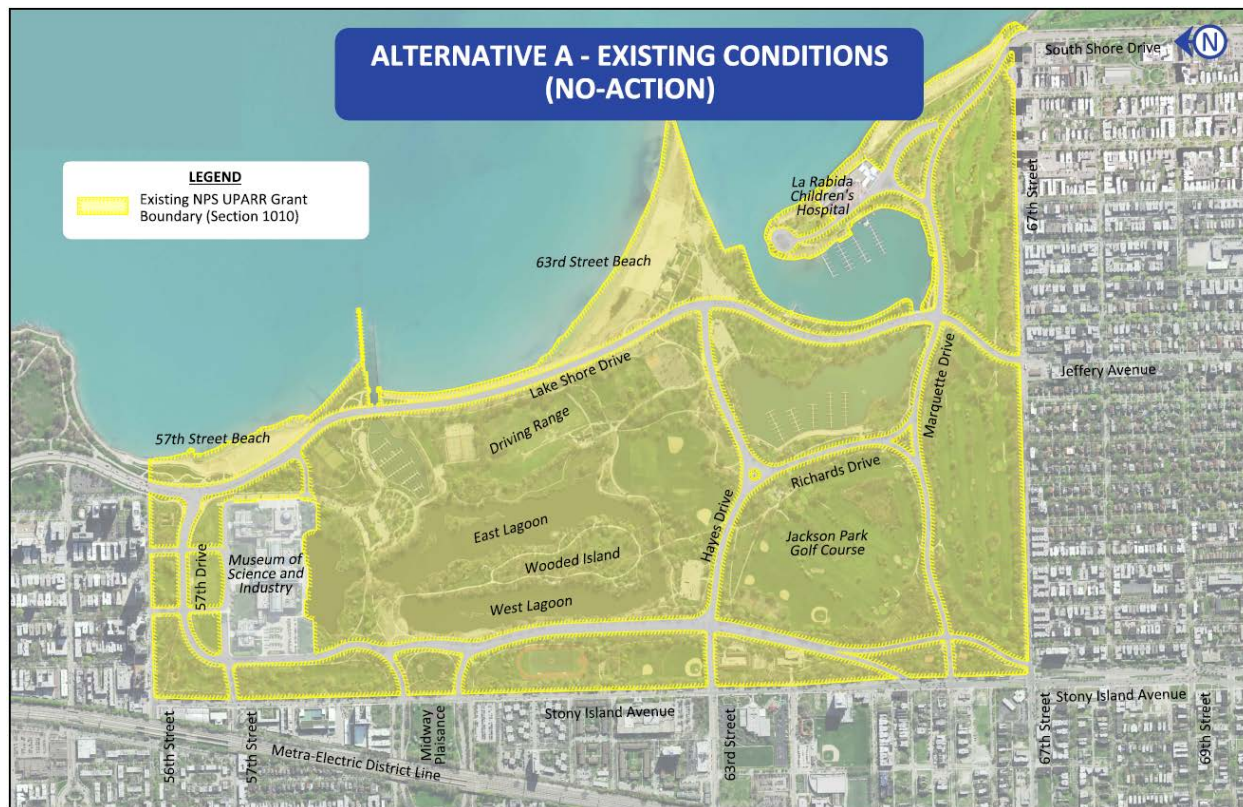 ALTERNATIVE A - EXISTING CONDITIONS
(NO-ACTION)
South Shore Drive
N
LEGEND
Existing NPS UPARR Grant
Boundary (Section 1010)
La Rabida
Children's
Hospital
67th Street
63rd Street Beach
Lake Shore Drive
Jeffery Avenue
Marquette Drive
57th Street Beach
Driving Range
Richards Drive
Hayes Drive
East Lagoon
Jackson Park
Golf Course
57th Drive
Museum of
Science and
Industry
Wooded Island
West Lagoon
Stony Island Avenue
Stony Island Avenue
56th Street
57th Street
Midway
Plaisance
63rd Street
67th Street
69th Street
Metra-Electric District Line